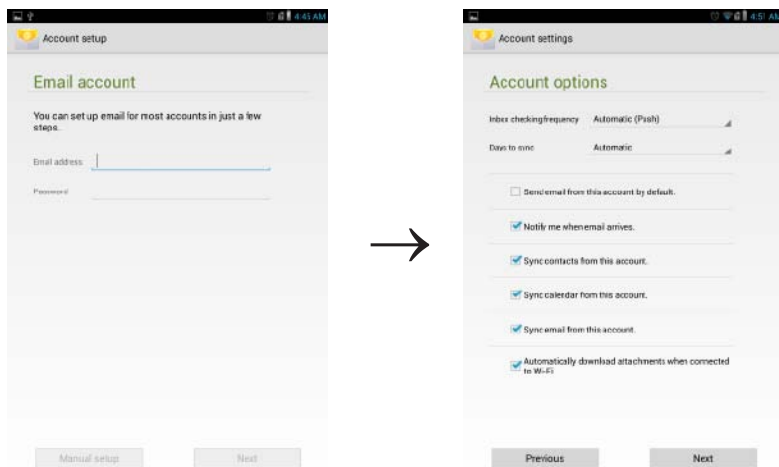 4:45 AM
Account setup
Email account
You can set up email for most accounts in just a few
steps.
Email address
Password
Manual setup
Next
4:51 AM
Account settings
Account options
Inbox checking frequency Automatic (Push)
Days to sync Automatic
Send email from this account by default.
Notify me when email arrives.
Sync contacts from this account.
Sync calendar from this account.
Sync email from this account.
Automatically download attachments when connected
to Wi-Fi
Previous
Next